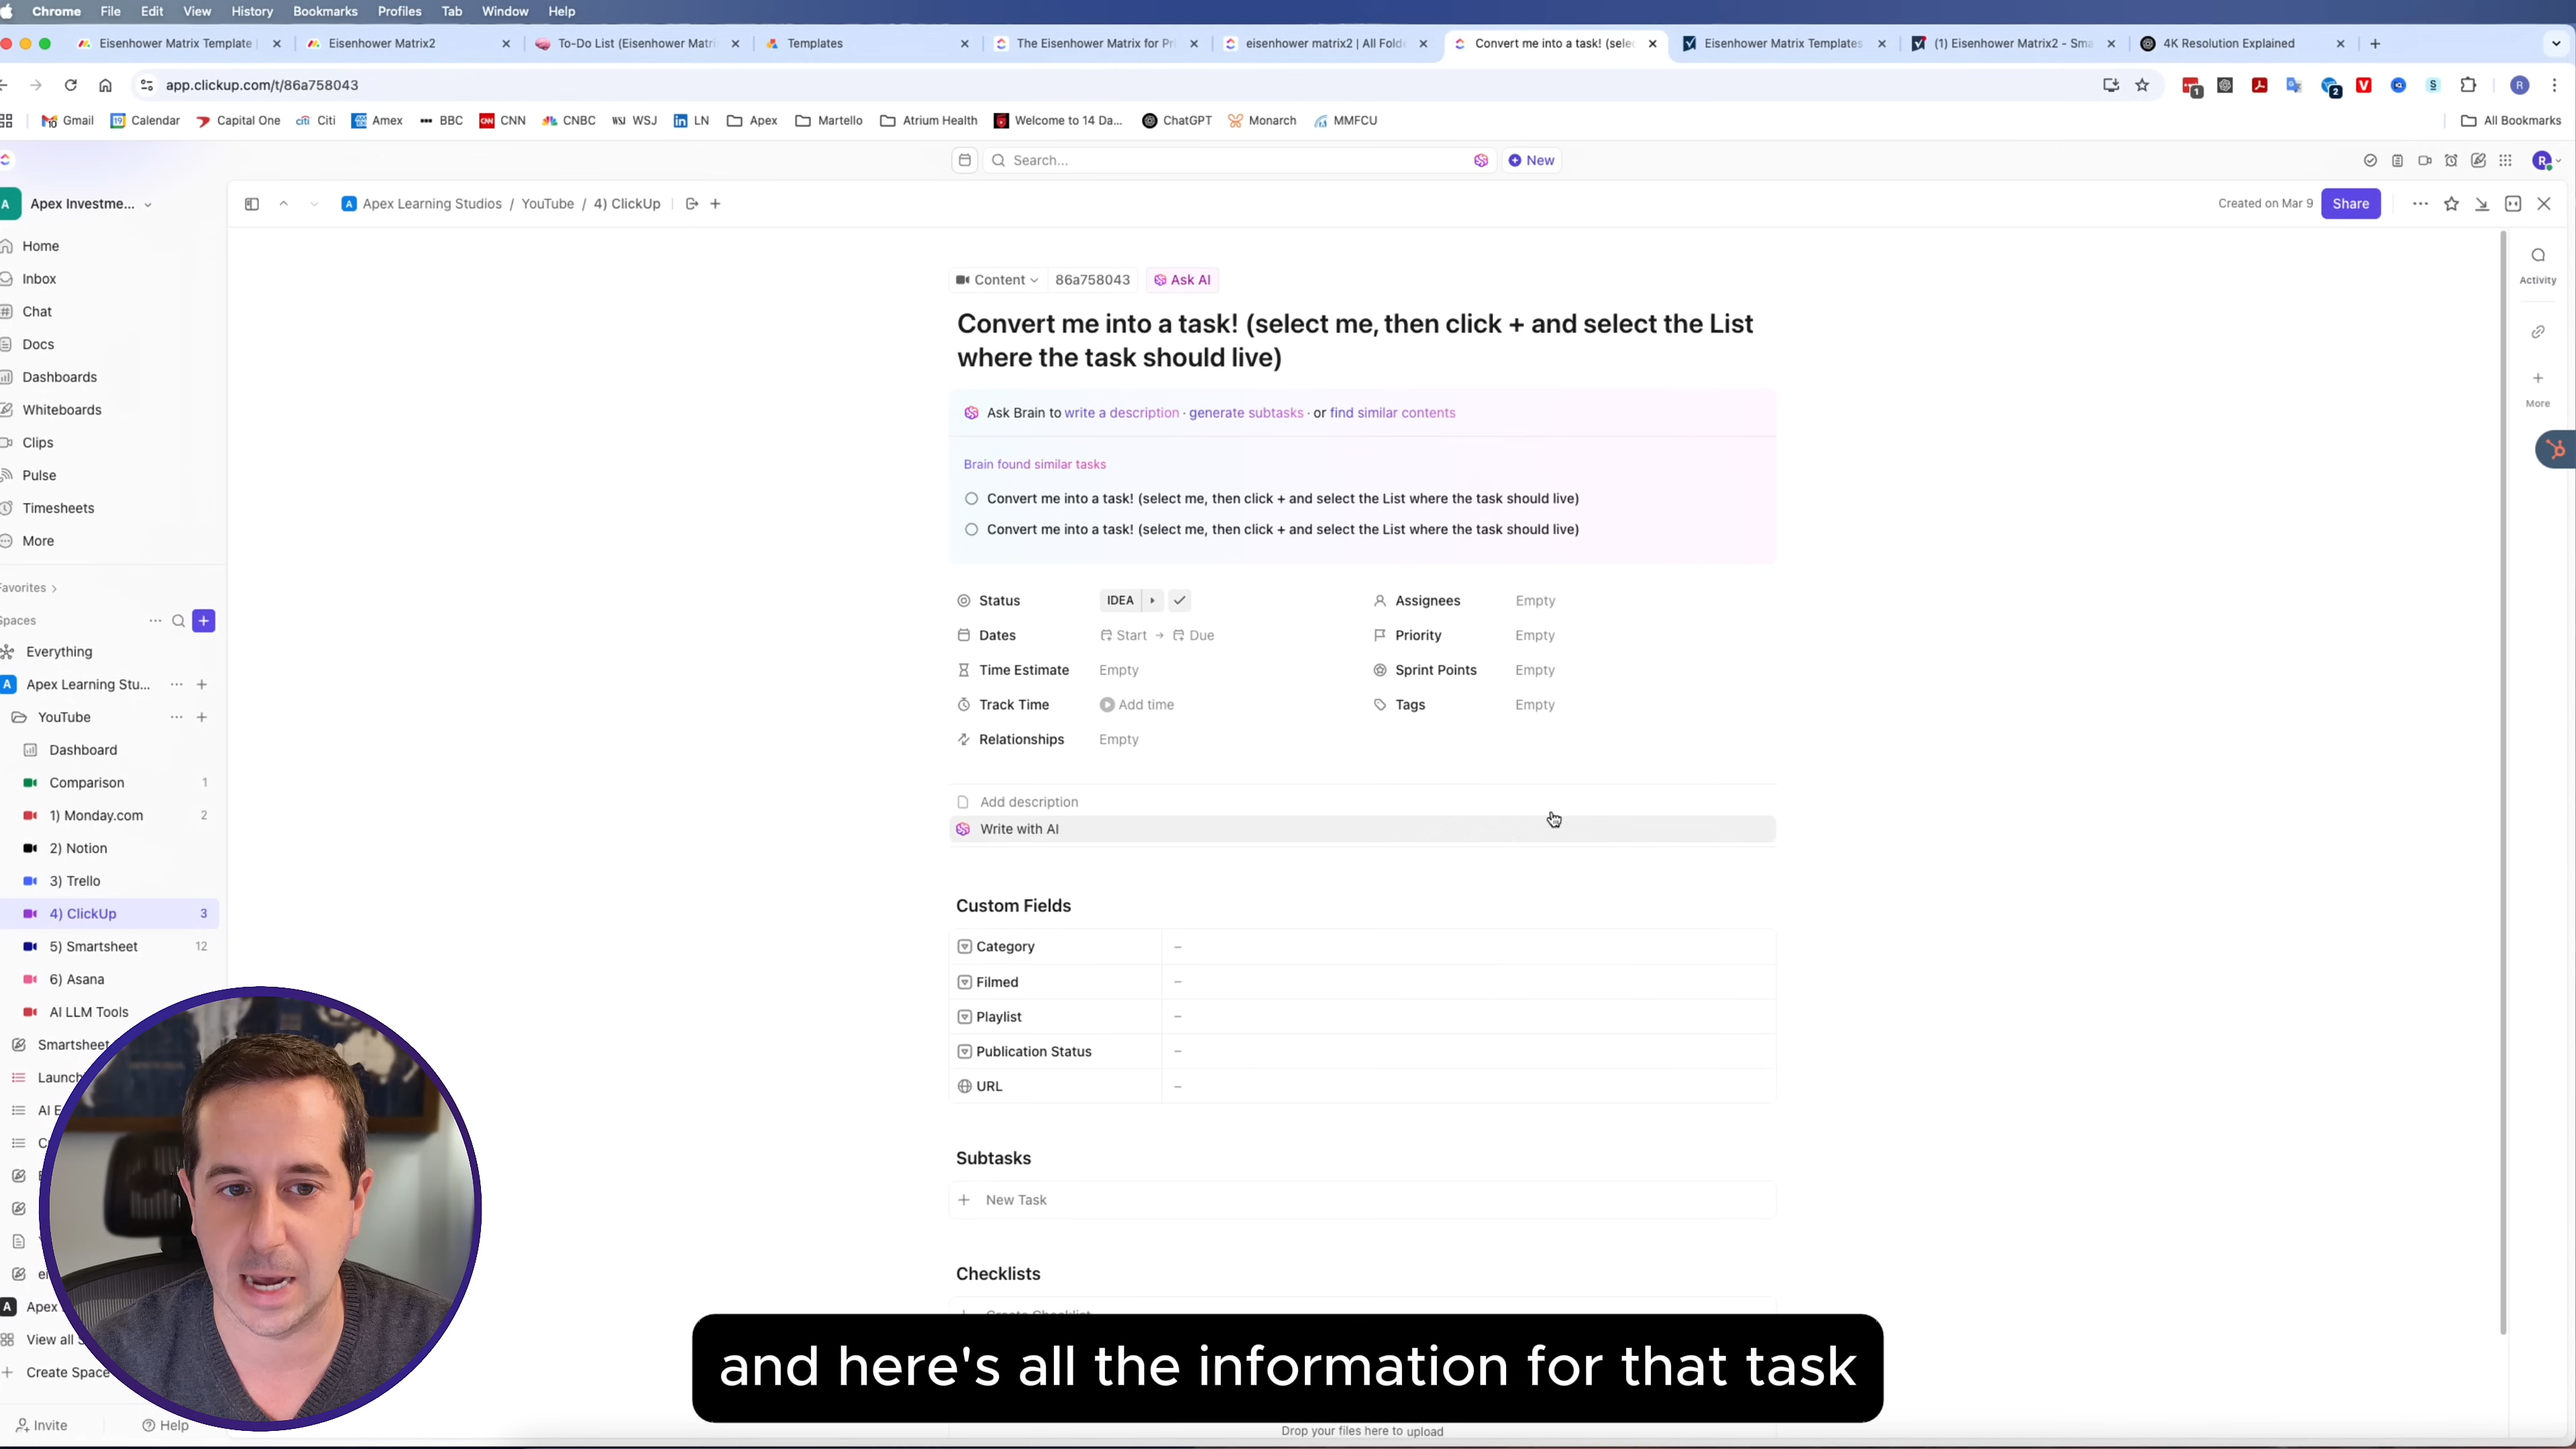 Chrome File Edit View History Bookmarks Profiles Tab Window Help
Eisenhower Matrix Template
Eisenhower Matrix2
To-Do List (Eisenhower Matri
Templates
The Eisenhower Matrix for Pri
eisenhower matrix2 | All Folde
Convert me into a task! (selec
Eisenhower Matrix Templates
(1) Eisenhower Matrix2 - Sma
4K Resolution Explained
app.clickup.com/t/86a758043
Gmail Calendar Capital One citi Citi Amex BBC CNN CNBC WSJ WSJ LN Apex Martello Atrium Health Welcome to 14 Da... ChatGPT Monarch MMFCU All Bookmarks
Search... New
A Apex Investme...
A Apex Learning Studios / YouTube / 4) ClickUp
Created on Mar 9 Share
Home
Inbox
Chat
Docs
Dashboards
Whiteboards
Clips
Pulse
Timesheets
More
Favorites
Spaces
Everything
A Apex Learning Stu...
YouTube
Dashboard
Comparison 1
1) Monday.com 2
2) Notion
3) Trello
4) ClickUp 3
5) Smartsheet 12
6) Asana
AI LLM Tools
Smartsheet
Launch
AI E
A Apex
View all S
Create Space
Invite Help
Content 86a758043 Ask AI
Convert me into a task! (select me, then click + and select the List
where the task should live)
Ask Brain to write a description · generate subtasks · or find similar contents
Brain found similar tasks
Convert me into a task! (select me, then click + and select the List where the task should live)
Convert me into a task! (select me, then click + and select the List where the task should live)
Status IDEA Assignees Empty
Dates Start → Due Priority Empty
Time Estimate Empty Sprint Points Empty
Track Time Add time Tags Empty
Relationships Empty
Add description
Write with AI
Custom Fields
Category –
Filmed –
Playlist –
Publication Status –
URL –
Subtasks
+ New Task
Checklists
Activity
More
and here's all the information for that task
Drop your files here to upload